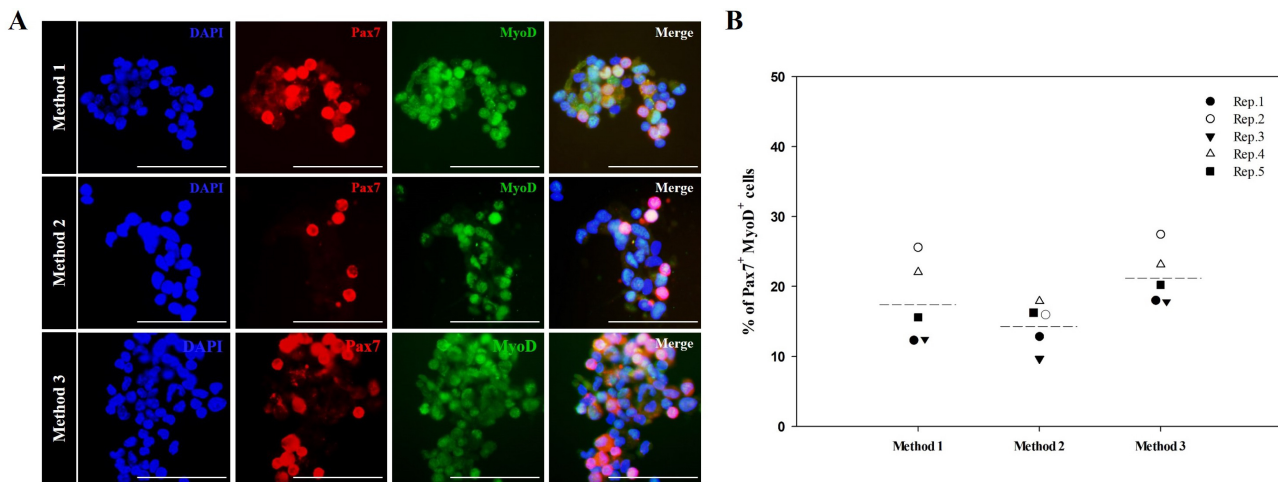 A
Method 1
DAPI
Pax7
MyoD
Merge
Method 2
DAPI
Pax7
MyoD
Merge
Method 3
DAPI
Pax7
MyoD
Merge
B
% of Pax7⁺ MyoD⁺ cells
50
40
30
20
10
0
Rep.1
Rep.2
Rep.3
Rep.4
Rep.5
Method 1
Method 2
Method 3